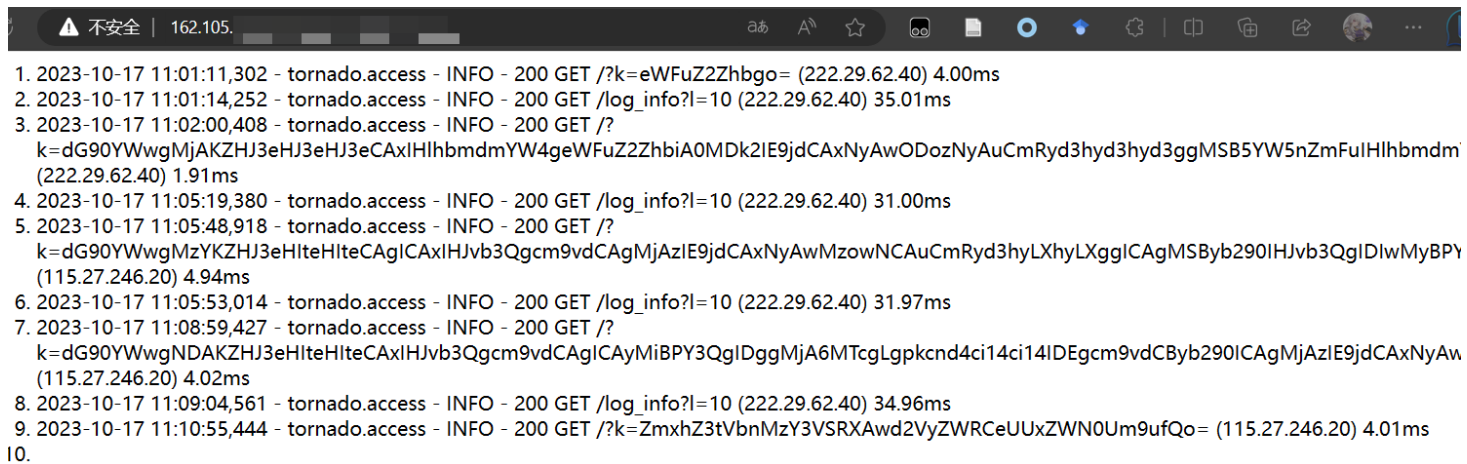 不安全 | 162.105.
1. 2023-10-17 11:01:11,302 - tornado.access - INFO - 200 GET /?k=eWFuZ2Zhbgo= (222.29.62.40) 4.00ms
2. 2023-10-17 11:01:14,252 - tornado.access - INFO - 200 GET /log_info?l=10 (222.29.62.40) 35.01ms
3. 2023-10-17 11:02:00,408 - tornado.access - INFO - 200 GET /?
k=dG90YWwgMjAKZHJ3eHJ3eHJ3eCAxIHlhbmdmYW4geWFuZ2ZhbiA0MDk2IE9jdCAxNyAwODozNyAuCmRyd3hyd3hyd3ggMSB5YW5nZmFuIHlhbmdm
(222.29.62.40) 1.91ms
4. 2023-10-17 11:05:19,380 - tornado.access - INFO - 200 GET /log_info?l=10 (222.29.62.40) 31.00ms
5. 2023-10-17 11:05:48,918 - tornado.access - INFO - 200 GET /?
k=dG90YWwgMzYKZHJ3eHIteHIteCAgICAxIHJvb3Qgcm9vdCAgMjAzIE9jdCAxNyAwMzowNCAuCmRyd3hyLXhyLXggICAgMSByb290IHJvb3QgIDIwMyBPY
(115.27.246.20) 4.94ms
6. 2023-10-17 11:05:53,014 - tornado.access - INFO - 200 GET /log_info?l=10 (222.29.62.40) 31.97ms
7. 2023-10-17 11:08:59,427 - tornado.access - INFO - 200 GET /?
k=dG90YWwgNDAKZHJ3eHIteHIteCAxIHJvb3Qgcm9vdCAgICAyMiBPY3QgIDggMjA6MTcgLgpkcnd4ci14ci14IDEgcm9vdCByb290ICAgMjAzIE9jdCAxNyAw
(115.27.246.20) 4.02ms
8. 2023-10-17 11:09:04,561 - tornado.access - INFO - 200 GET /log_info?l=10 (222.29.62.40) 34.96ms
9. 2023-10-17 11:10:55,444 - tornado.access - INFO - 200 GET /?k=ZmxhZ3tVbnMzY3VSRXAwd2VyZWRCeUUxZWN0Um9ufQo= (115.27.246.20) 4.01ms
10.